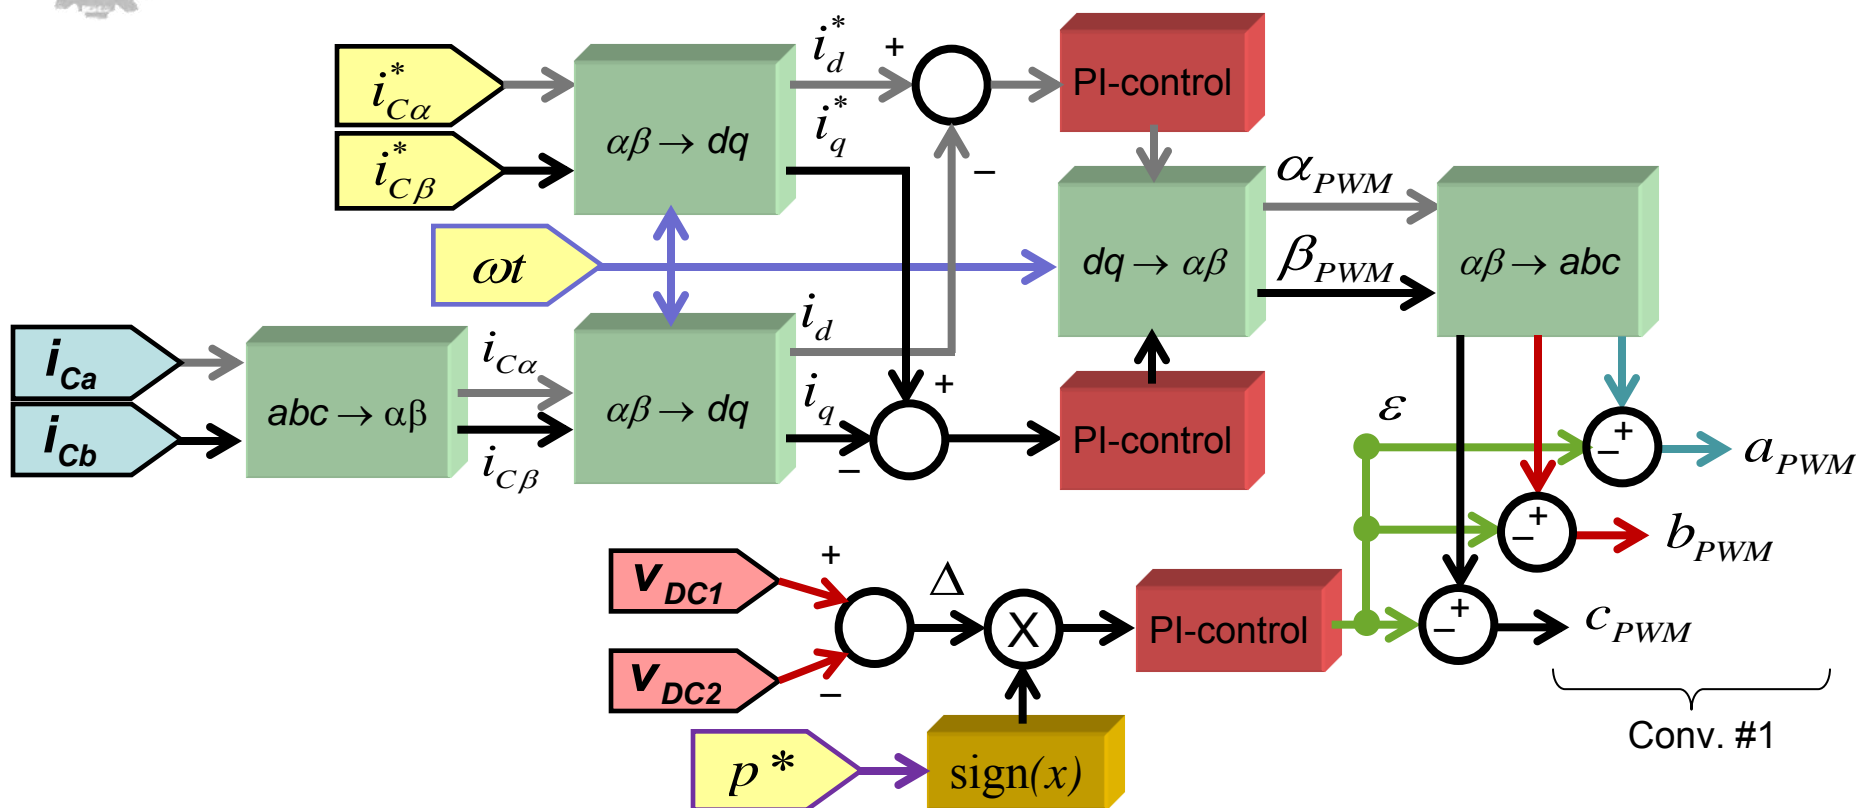 i*Cα
i*Cβ
αβ → dq
i*d
i*q
+
–
PI-control
ωt
dq → αβ
αPWM
βPWM
αβ → abc
iCa
iCb
abc → αβ
iCα
iCβ
αβ → dq
id
iq
+
–
PI-control
ε
+
–
aPWM
+
–
bPWM
+
–
cPWM
vDC1
vDC2
+
–
Δ
X
PI-control
p*
sign(x)
Conv. #1